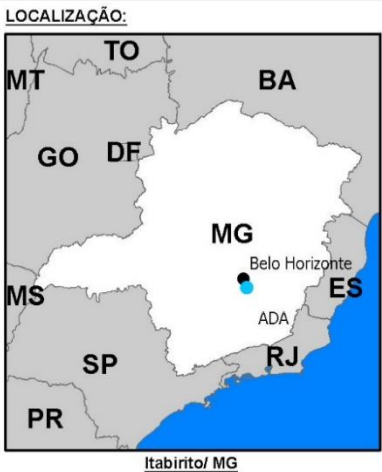 LOCALIZAÇÃO:
TO
MT
BA
GO
DF
MG
Belo Horizonte
MS
ES
ADA
SP
RJ
PR
Itabirito/ MG